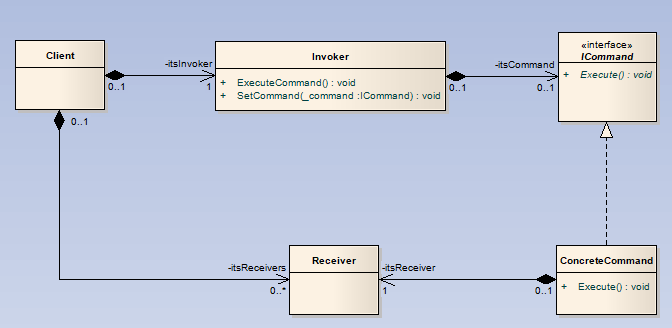 «interface»
ICommand
Client
Invoker
-itsInvoker
-itsCommand
+ Execute() : void
+ ExecuteCommand() : void
0..1
1
0..1
0..1
+ SetCommand(_command :ICommand) : void
0..1
Receiver
ConcreteCommand
-itsReceivers
-itsReceiver
+ Execute() : void
0..*
1
0..1